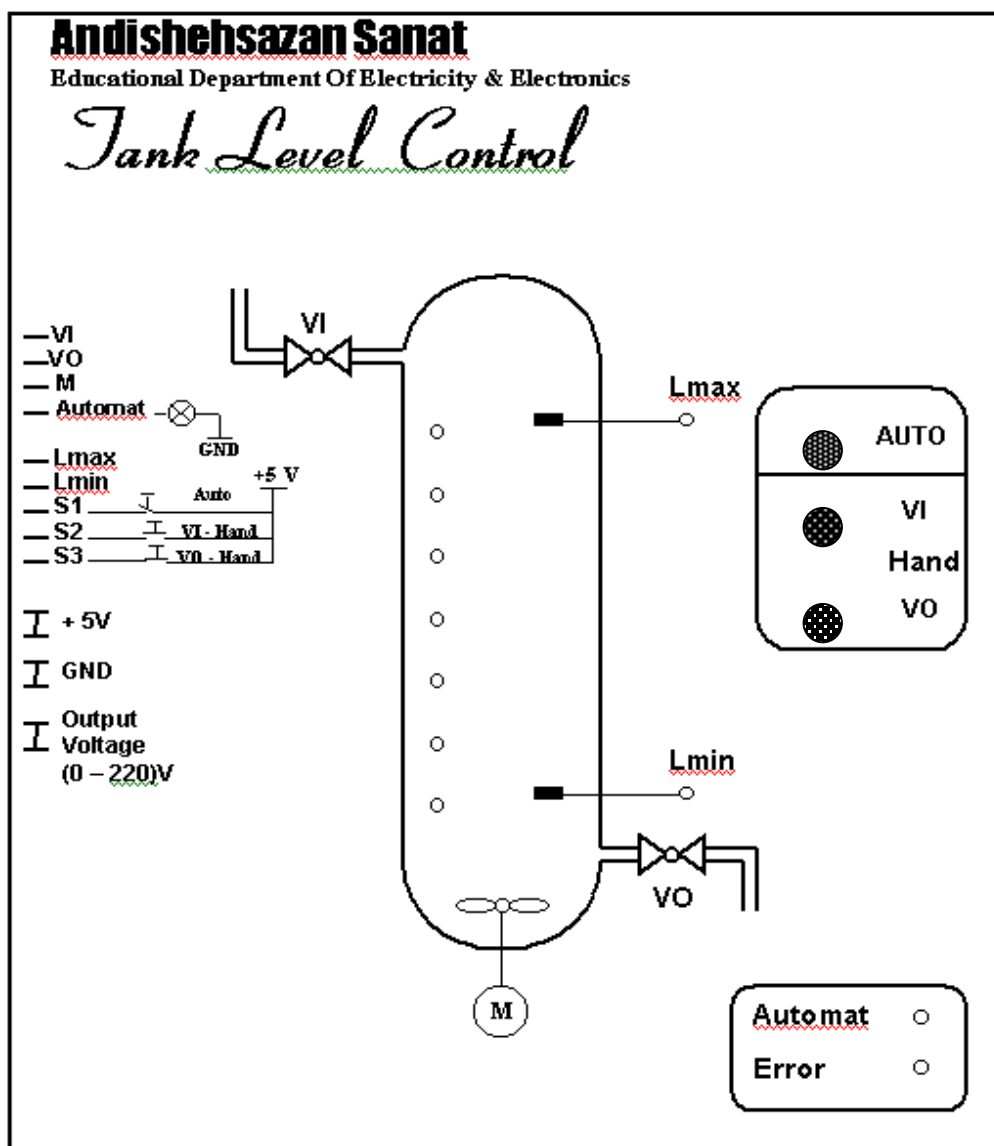 Andishehsazan Sanat
Educational Department Of Electricity & Electronics
Tank Level Control
VI
VO
M
Automat
GND
Lmax
Lmin
+5 V
S1
Auto
S2
VI - Hand
S3
VO - Hand
+ 5V
GND
Output
Voltage
(0 – 220)V
VI
Lmax
Lmin
VO
M
AUTO
VI
Hand
VO
Automat
Error